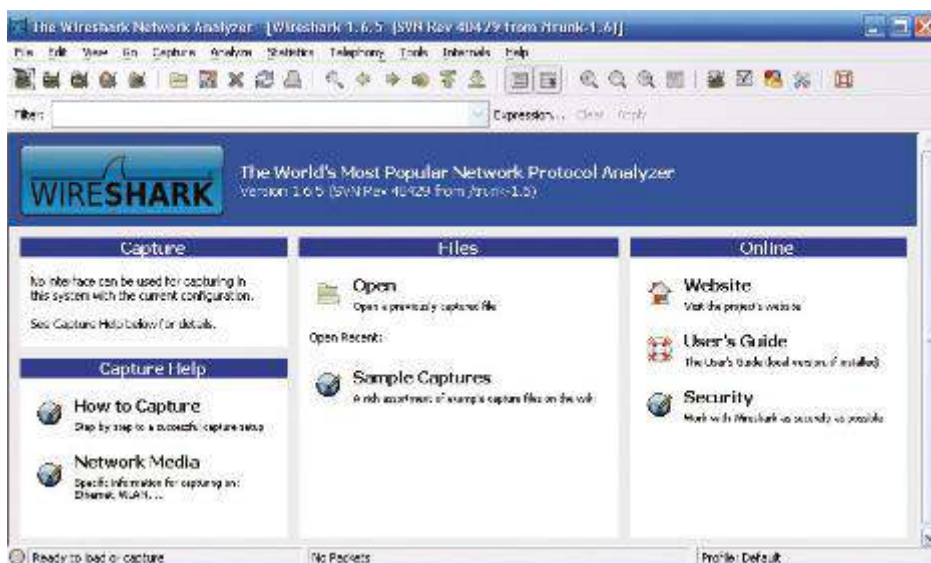 The Wireshark Network Analyzer [Wireshark 1.6.5 (SVN Rev 40429 from /trunk-1.6)]
File Edit View Go Capture Analyze Statistics Telephony Tools Internals Help
Filter: Expression... Clear Apply
WIRESHARK
The World's Most Popular Network Protocol Analyzer
Version 1.6.5 (SVN Rev 40429 from /trunk-1.6)
Capture
No interface can be used for capturing in
this system with the current configuration.
See Capture Help below for details.
Capture Help
How to Capture
Step by step to a successful capture setup
Network Media
Specific information for capturing on:
Ethernet, WLAN, ...
Files
Open
Open a previously captured file
Open Recent:
Sample Captures
A rich assortment of example capture files on the wiki
Online
Website
Visit the project's website
User's Guide
The User's Guide (local version, if installed)
Security
Work with Wireshark as securely as possible
Ready to load or capture
No Packets
Profile: Default